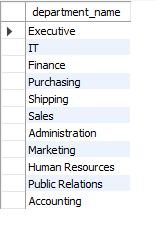 department_name
Executive
IT
Finance
Purchasing
Shipping
Sales
Administration
Marketing
Human Resources
Public Relations
Accounting